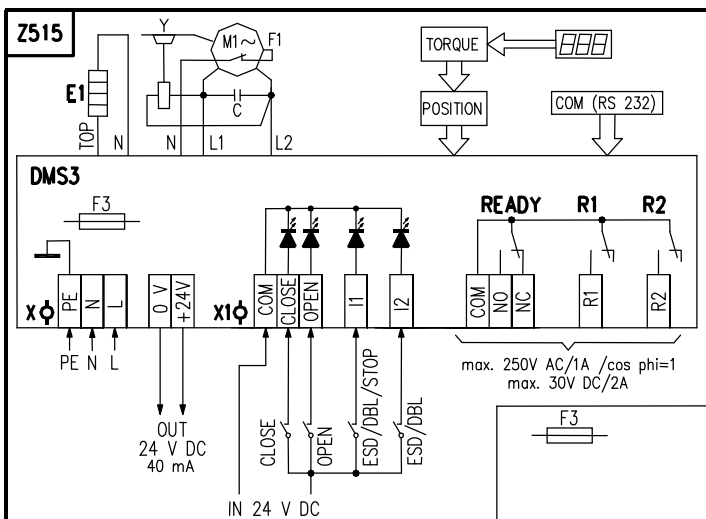 Z515
Y
M1~
F1
E1
TOP
N
N
L1
C
L2
TORQUE
POSITION
COM (RS 232)
DMS3
F3
READY
R1
R2
X
PE
N
L
0 V
+24V
X1
COM
CLOSE
OPEN
I1
I2
COM
NO
NC
R1
R2
PE N L
max. 250V AC/1A /cos phi=1
max. 30V DC/2A
OUT
24 V DC
40 mA
CLOSE
OPEN
ESD/DBL/STOP
ESD/DBL
IN 24 V DC
F3